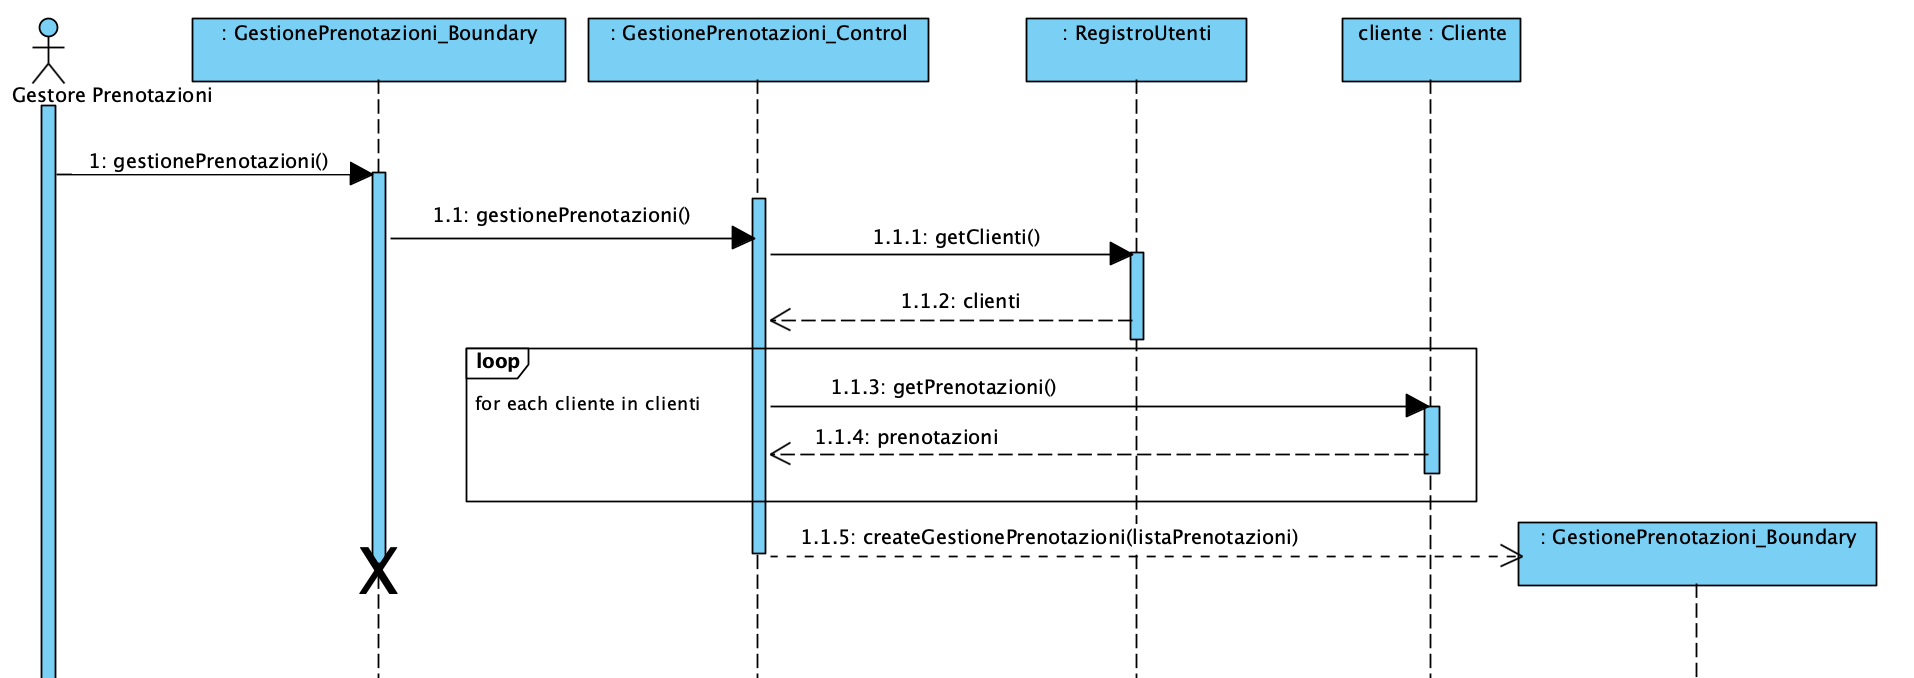 : GestionePrenotazioni_Boundary
: GestionePrenotazioni_Control
: RegistroUtenti
cliente : Cliente
Gestore Prenotazioni
1: gestionePrenotazioni()
1.1: gestionePrenotazioni()
1.1.1: getClienti()
1.1.2: clienti
loop
for each cliente in clienti
1.1.3: getPrenotazioni()
1.1.4: prenotazioni
1.1.5: createGestionePrenotazioni(listaPrenotazioni)
: GestionePrenotazioni_Boundary